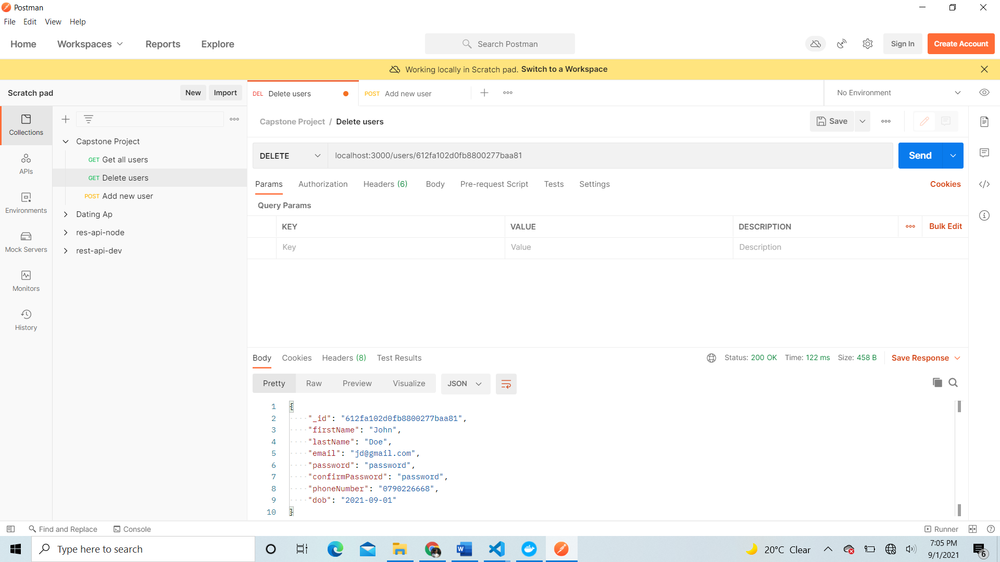 Postman
File Edit View Help
Home Workspaces Reports Explore
Search Postman
Sign In
Create Account
Working locally in Scratch pad. Switch to a Workspace
Scratch pad
New
Import
DEL Delete users
POST Add new user
No Environment
Collections
APIs
Environments
Mock Servers
Monitors
History
Capstone Project
GET Get all users
GET Delete users
POST Add new user
Dating Ap
res-api-node
rest-api-dev
Capstone Project / Delete users
Save
DELETE
localhost:3000/users/612fa102d0fb8800277baa81
Send
Params Authorization Headers (6) Body Pre-request Script Tests Settings
Cookies
Query Params
KEY VALUE DESCRIPTION
Bulk Edit
Key Value Description
Body Cookies Headers (8) Test Results
Status: 200 OK Time: 122 ms Size: 458 B
Save Response
Pretty Raw Preview Visualize
JSON
1 {
2 "_id": "612fa102d0fb8800277baa81",
3 "firstName": "John",
4 "lastName": "Doe",
5 "email": "jd@gmail.com",
6 "password": "password",
7 "confirmPassword": "password",
8 "phoneNumber": "0790226668",
9 "dob": "2021-09-01"
10 }
Find and Replace
Console
Runner
Type here to search
20°C Clear
7:05 PM
9/1/2021
6